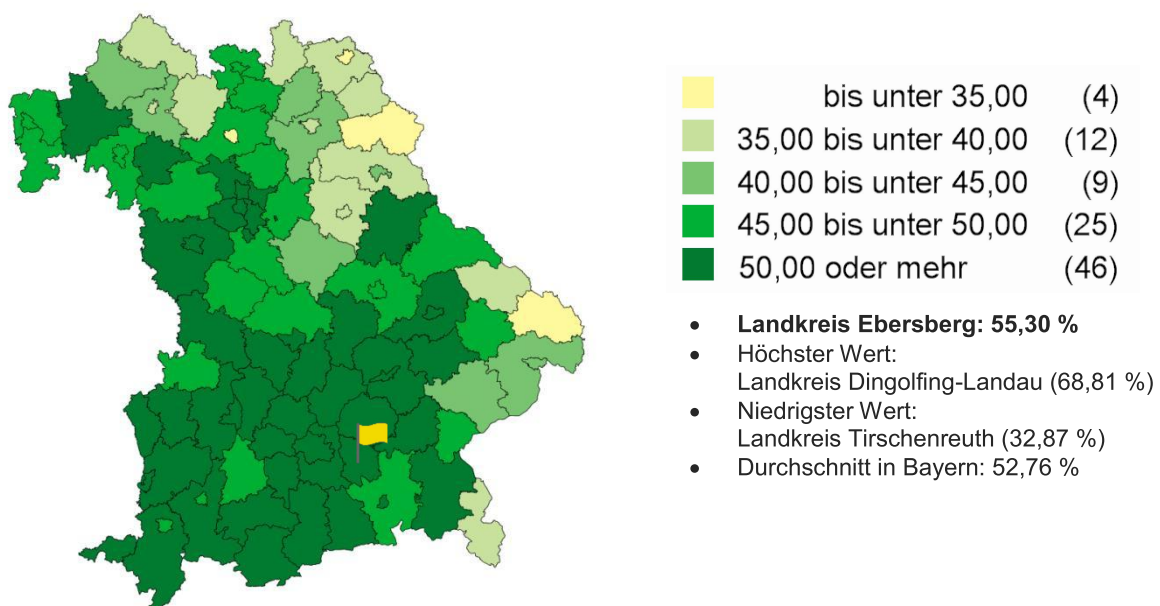 bis unter 35,00 (4)
35,00 bis unter 40,00 (12)
40,00 bis unter 45,00 (9)
45,00 bis unter 50,00 (25)
50,00 oder mehr (46)
• Landkreis Ebersberg: 55,30 %
• Höchster Wert:
Landkreis Dingolfing-Landau (68,81 %)
• Niedrigster Wert:
Landkreis Tirschenreuth (32,87 %)
• Durchschnitt in Bayern: 52,76 %